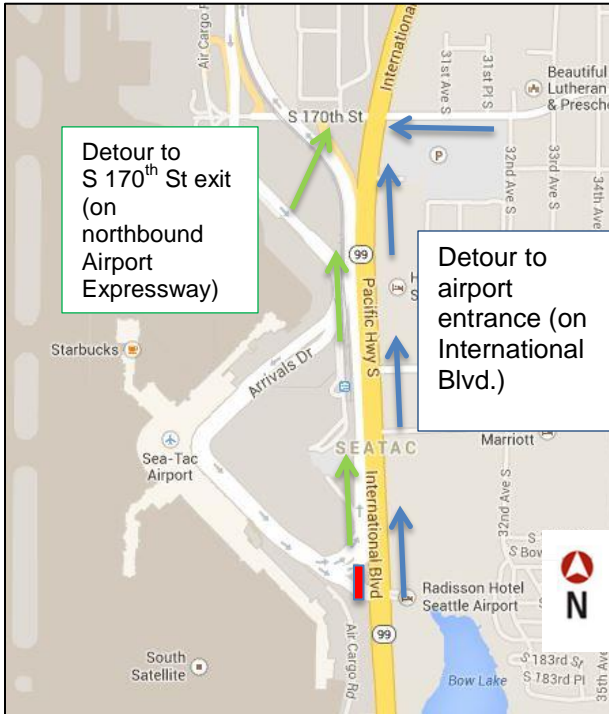 Air Cargo Rd
International
31st Ave S
31st Pl S
Beautiful
Lutheran
& Presch
S 170th St
32nd Ave S
33rd Ave S
34th Ave
P
Detour to
S 170th St exit
(on
northbound
Airport
Expressway)
99
Pacific Hwy S
H
S
Detour to
airport
entrance (on
International
Blvd.)
Starbucks
Arrivals Dr
SEATAC
Marriott
Sea-Tac
Airport
International Blvd
32nd Ave S
S Bow
N
Radisson Hotel
Seattle Airport
Air Cargo Rd
99
South
Satellite
Bow Lake
S 183rd St
S 183rd Pl
35th Ave